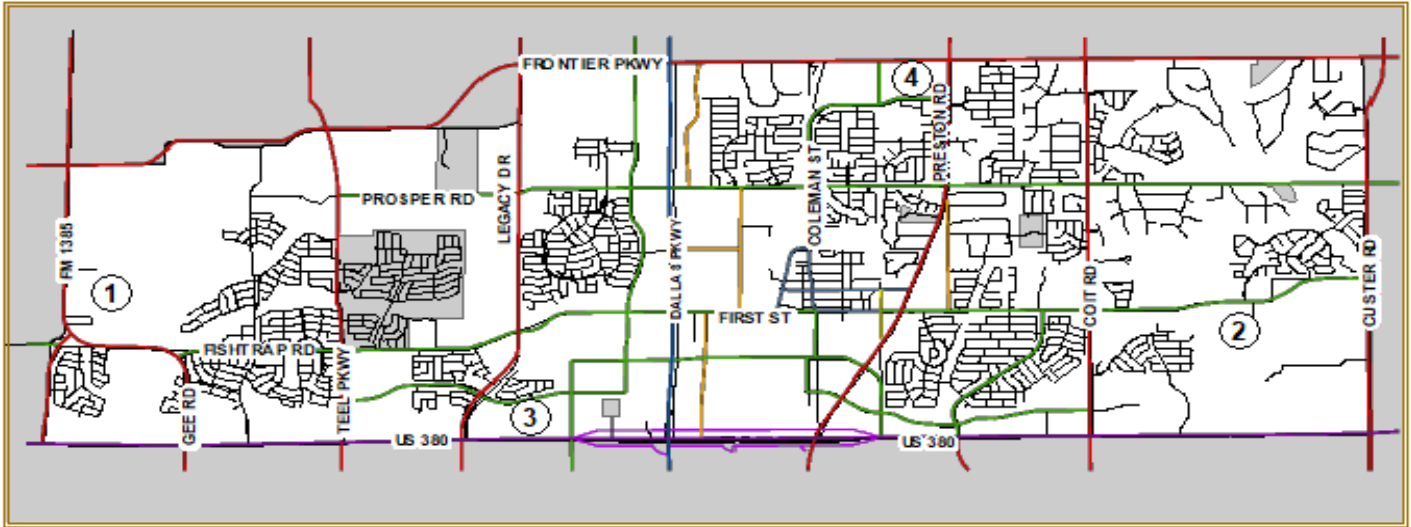 FRONTIER PKWY
4
PRESTON RD
LEGACY DR
COLEMAN ST
PROSPER RD
FM 1385
DALLAS PKWY
COIT RD
CUSTER RD
1
FIRST ST
2
FISHTRAP RD
TEEL PKWY
GEE RD
3
US 380
US 380